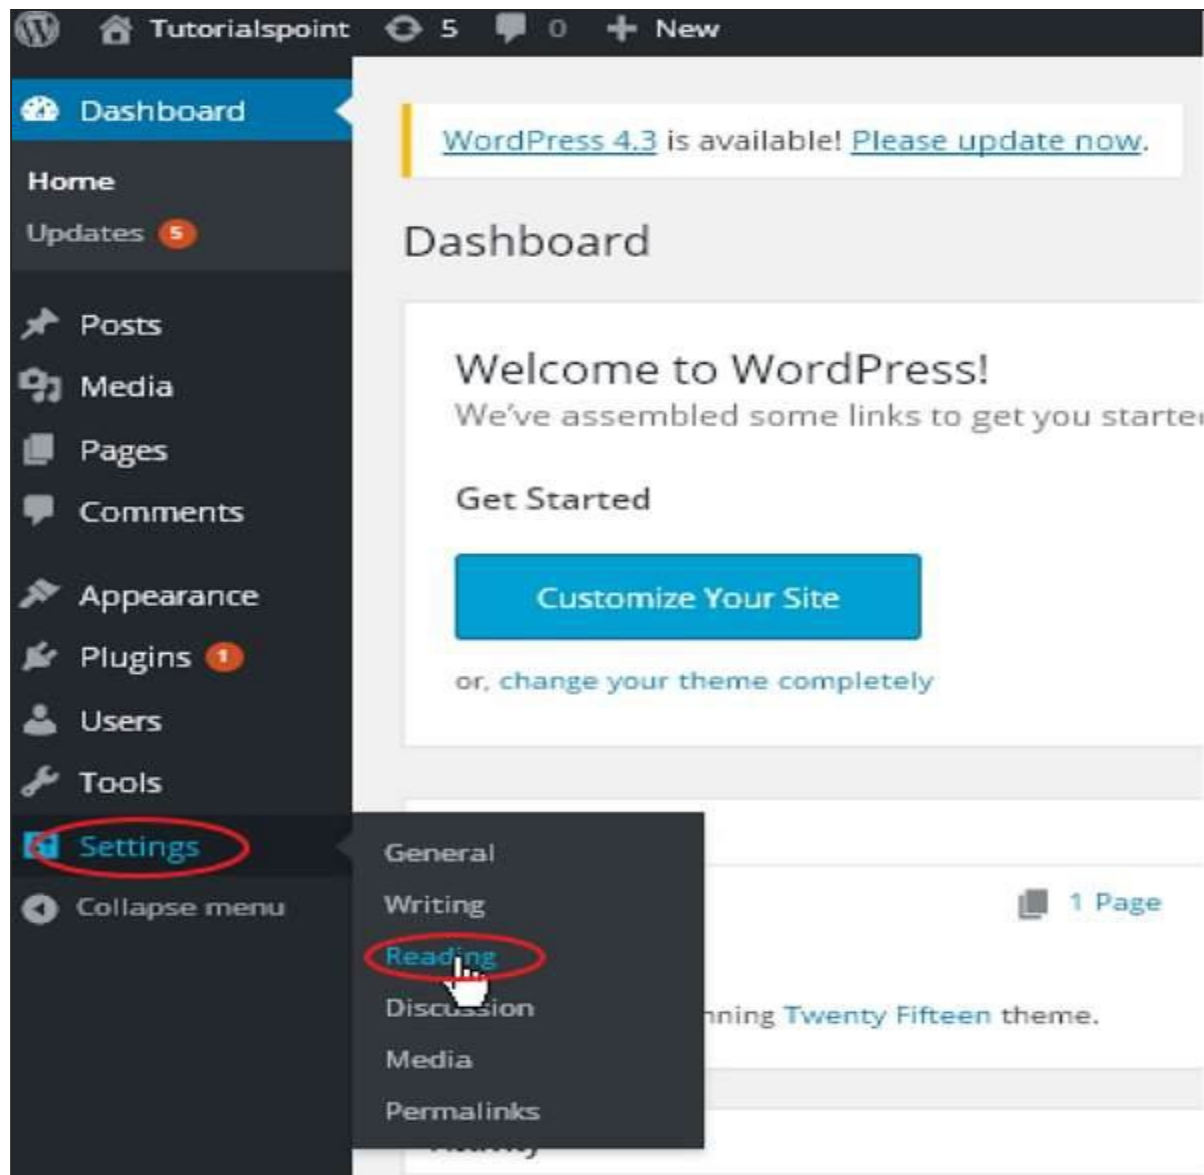 Tutorialspoint 5 0 New
Dashboard
Home
Updates 5
Posts
Media
Pages
Comments
Appearance
Plugins 1
Users
Tools
Settings
Collapse menu
General
Writing
Reading
Discussion
Media
Permalinks
WordPress 4.3 is available! Please update now.
Dashboard
Welcome to WordPress!
We've assembled some links to get you
Get Started
Customize Your Site
or, change your theme completely
1 Page
Twenty Fifteen theme.